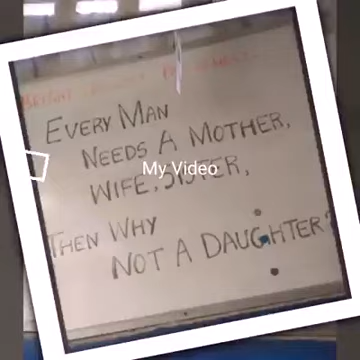 EVERY MAN
NEEDS A MOTHER,
My Video
WIFE, SISTER,
THEN WHY
NOT A DAUGHTER?